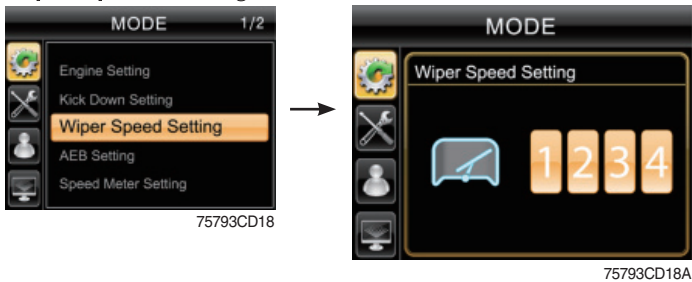 MODE 1/2
Engine Setting
Kick Down Setting
Wiper Speed Setting
AEB Setting
Speed Meter Setting
75793CD18
MODE
Wiper Speed Setting
1 2 3 4
75793CD18A